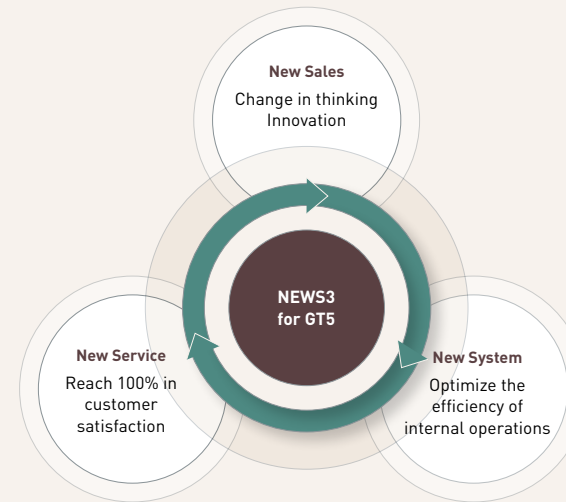 New Sales
Change in thinking
Innovation
NEWS3
for GT5
New Service
Reach 100% in
customer
satisfaction
New System
Optimize the
efficiency of
internal operations